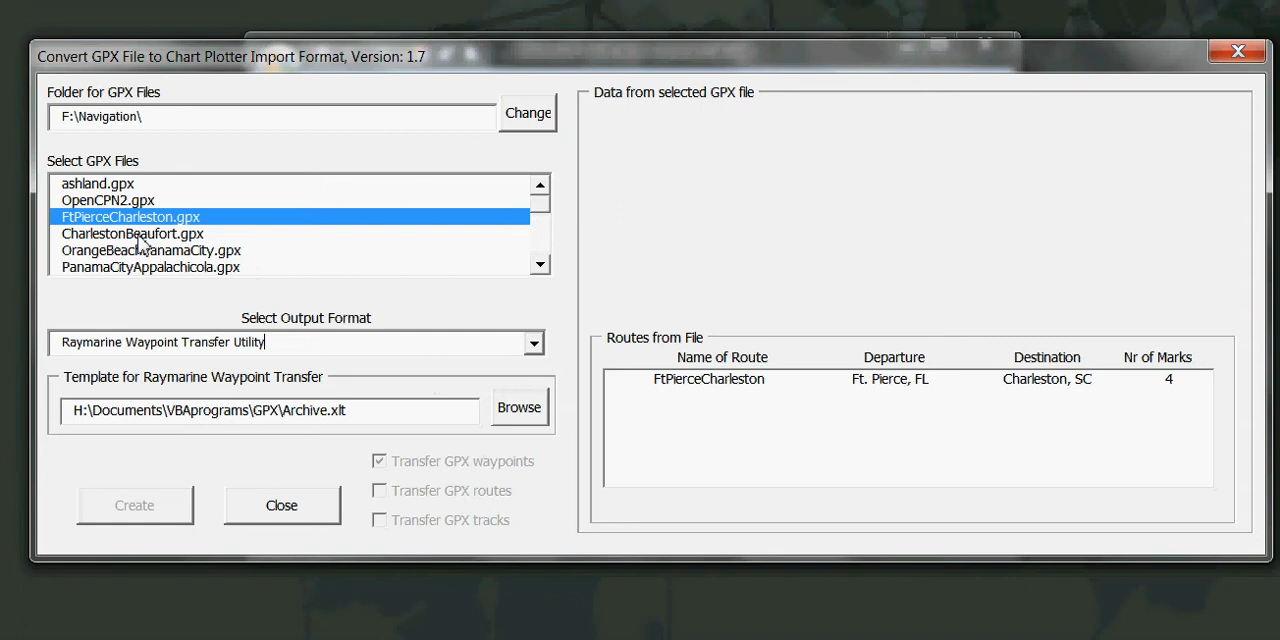 Convert GPX File to Chart Plotter Import Format, Version: 1.7
Folder for GPX Files
F:\Navigation\
Change
Select GPX Files
ashland.gpx
OpenCPN2.gpx
FtPierceCharleston.gpx
CharlestonBeaufort.gpx
OrangeBeachPanamaCity.gpx
PanamaCityAppalachicola.gpx
Select Output Format
Raymarine Waypoint Transfer Utility
Template for Raymarine Waypoint Transfer
H:\Documents\VBAprograms\GPX\Archive.xlt
Browse
Transfer GPX waypoints
Transfer GPX routes
Transfer GPX tracks
Create
Close
Data from selected GPX file
Routes from File
Name of Route Departure Destination Nr of Marks
FtPierceCharleston Ft. Pierce, FL Charleston, SC 4